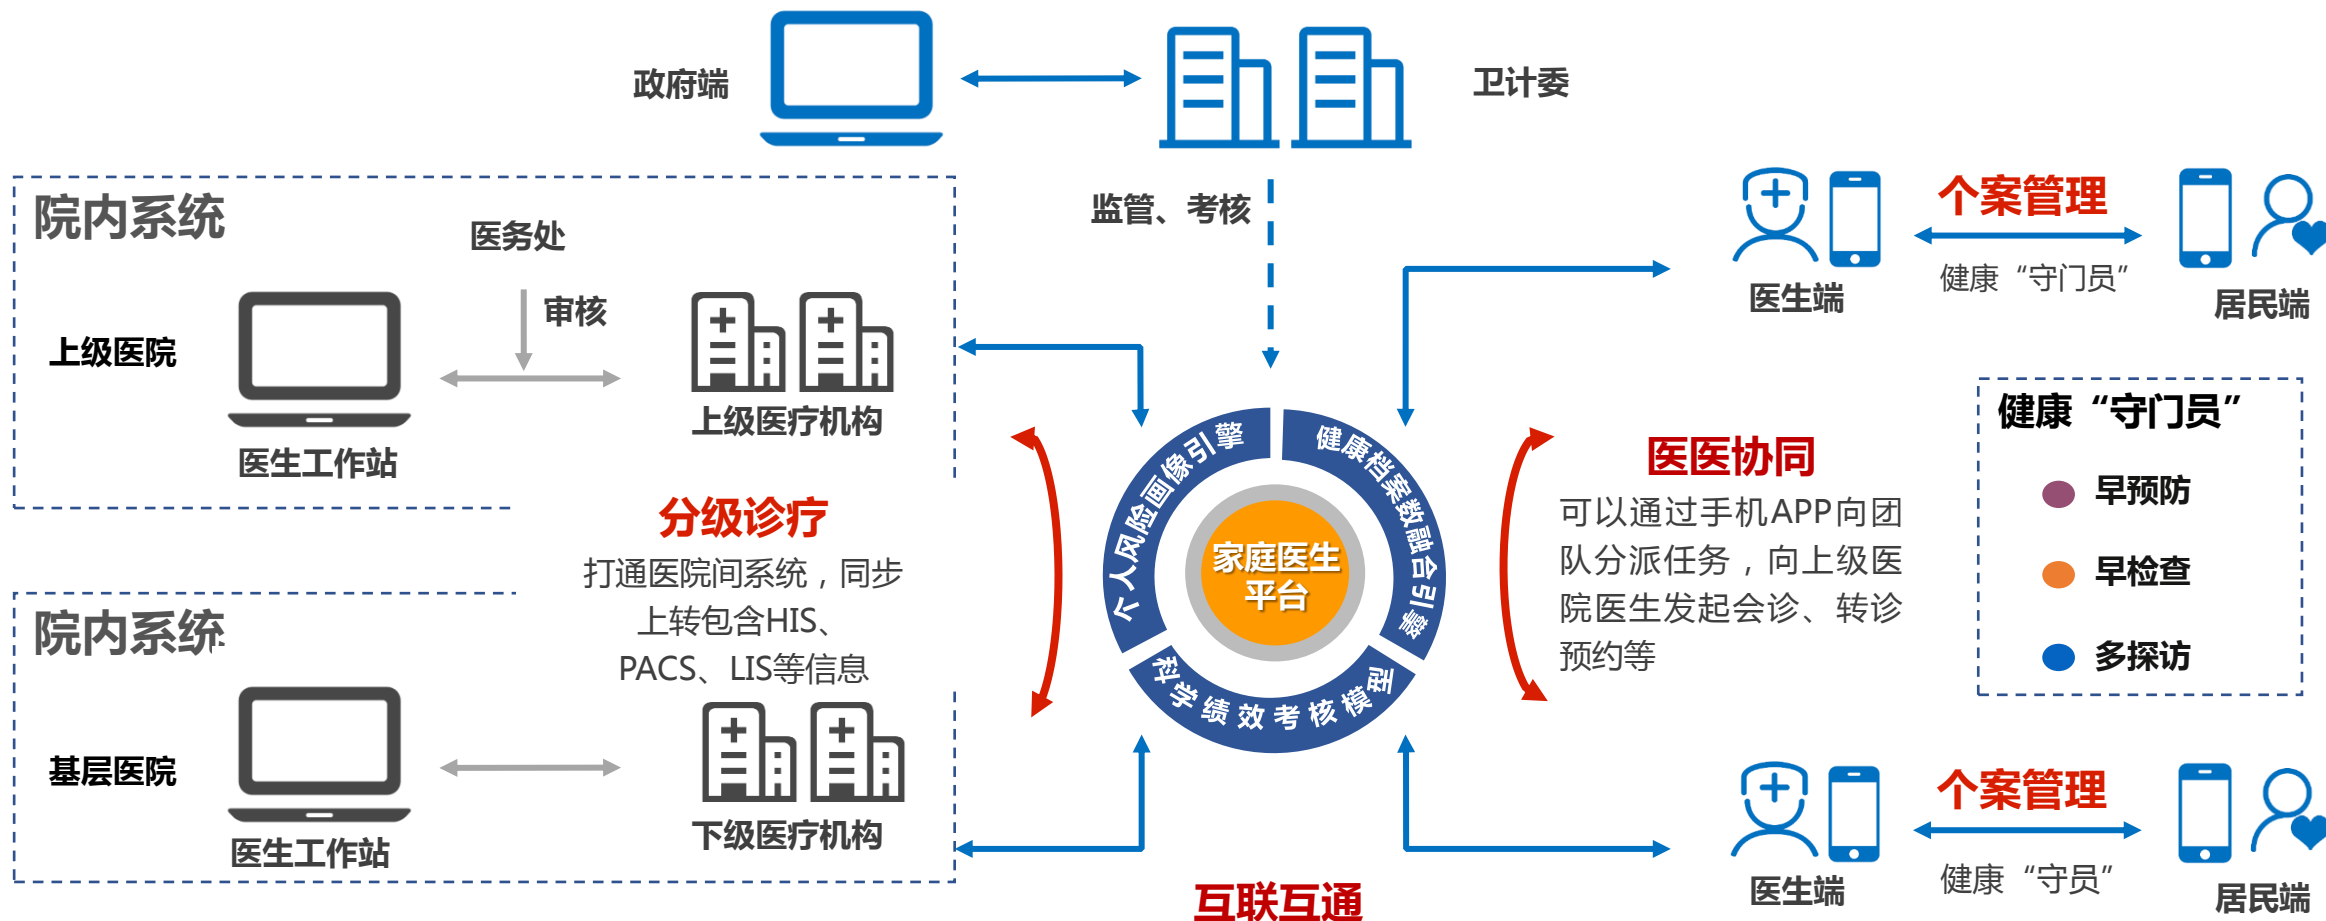 政府端
卫计委
监管、考核
院内系统
医务处
审核
上级医院
医生工作站
上级医疗机构
分级诊疗
打通医院间系统，同步
上转包含HIS、
PACS、LIS等信息
院内系统
基层医院
医生工作站
下级医疗机构
个人风险画像引擎
健康档案数融合引擎
科学绩效考核模型
家庭医生
平台
互联互通
医医协同
可以通过手机APP向团
队分派任务，向上级医
院医生发起会诊、转诊
预约等
医生端
个案管理
健康“守门员”
居民端
健康“守门员”
早预防
早检查
多探访
医生端
个案管理
健康“守员”
居民端